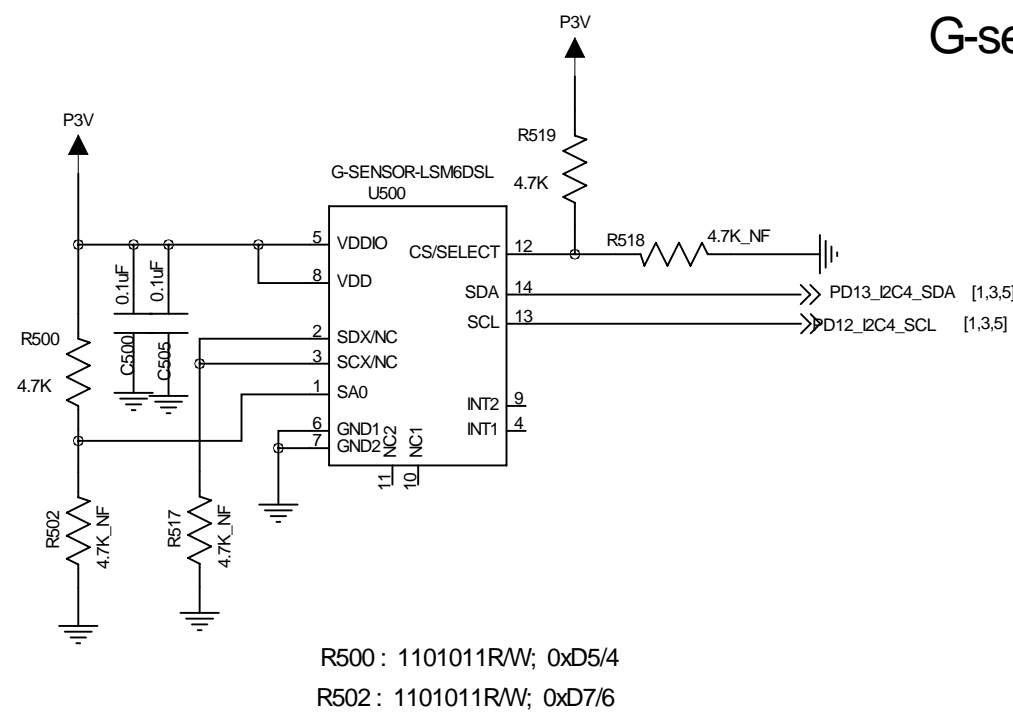 G-se
P3V
P3V
R519
4.7K
G-SENSOR-LSM6DSL
U500
5 VDDIO
CS/SELECT 12
R518
4.7K_NF
8 VDD
0.1uF
0.1uF
SDA 14
PD13_I2C4_SDA [1,3,5]
SCL 13
PD12_I2C4_SCL [1,3,5]
2 SDX/NC
3 SCX/NC
R500
4.7K
C500
C505
1 SA0
INT2 9
INT1 4
6 GND1
7 GND2
NC2
NC1
11
10
R502
4.7K_NF
R517
4.7K_NF
R500 : 1101011R/W; 0xD5/4
R502 : 1101011R/W; 0xD7/6